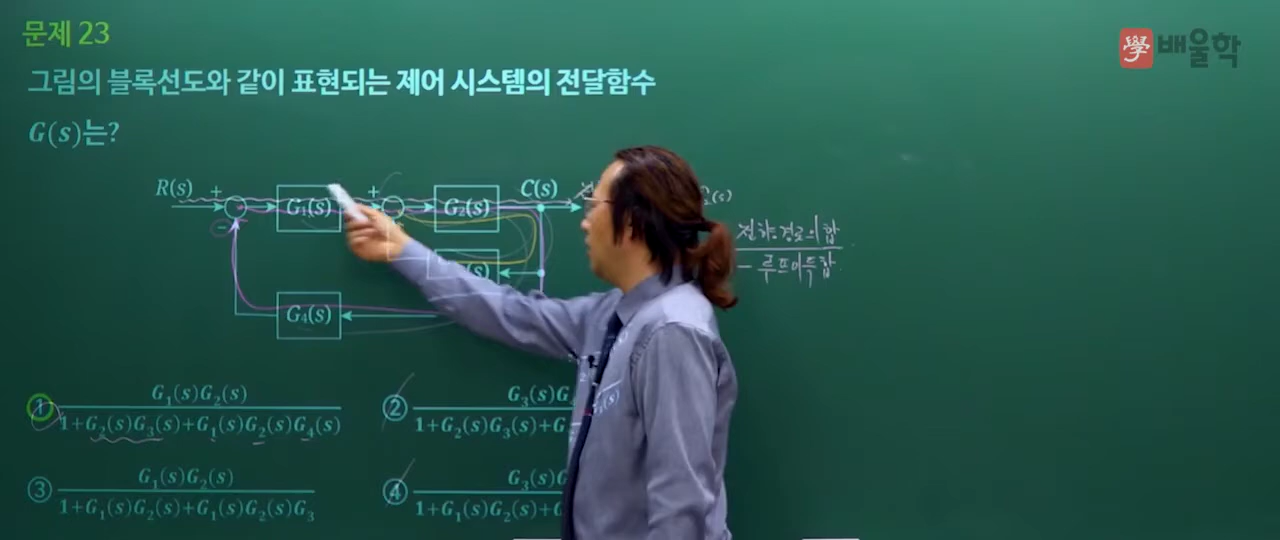 문제 23
學 배울학
그림의 블록선도와 같이 표현되는 제어 시스템의 전달함수
G(s)는?
R(s) + G₁(s) + G₂(s) C(s)
전향경로의 합
− 루프이득합
−
G₄(s)
① G₁(s)G₂(s)
1+G₂(s)G₃(s)+G₁(s)G₂(s)G₄(s)
② G₃(s)G
1+G₂(s)G₃(s)+G
③ G₁(s)G₂(s)
1+G₁(s)G₂(s)+G₁(s)G₂(s)G₃
④ G₃(s)G
1+G₁(s)G₂(s)+G